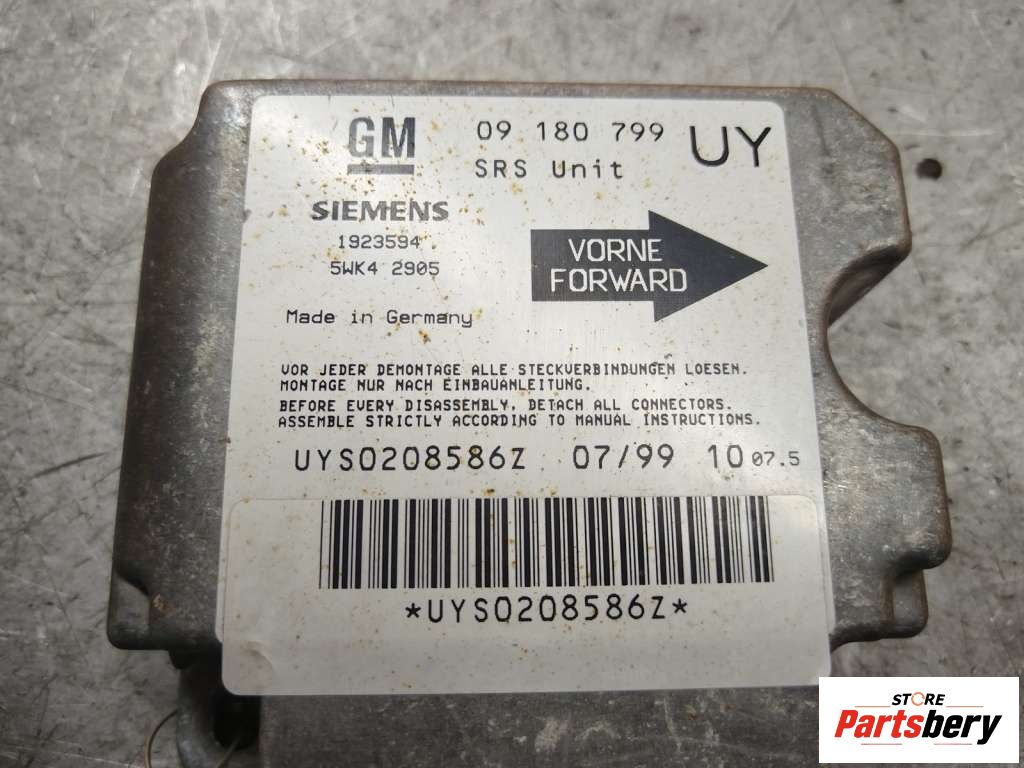 GM
09 180 799 UY
SRS Unit
SIEMENS
1923594
5WK4 2905
VORNE
FORWARD
Made in Germany
VOR JEDER DEMONTAGE ALLE STECKVERBINDUNGEN LOESEN.
MONTAGE NUR NACH EINBAUANLEITUNG.
BEFORE EVERY DISASSEMBLY, DETACH ALL CONNECTORS.
ASSEMBLE STRICTLY ACCORDING TO MANUAL INSTRUCTIONS.
UYS0208586Z 07/99 10 07.5
*UYS0208586Z*
STORE
Partsbery